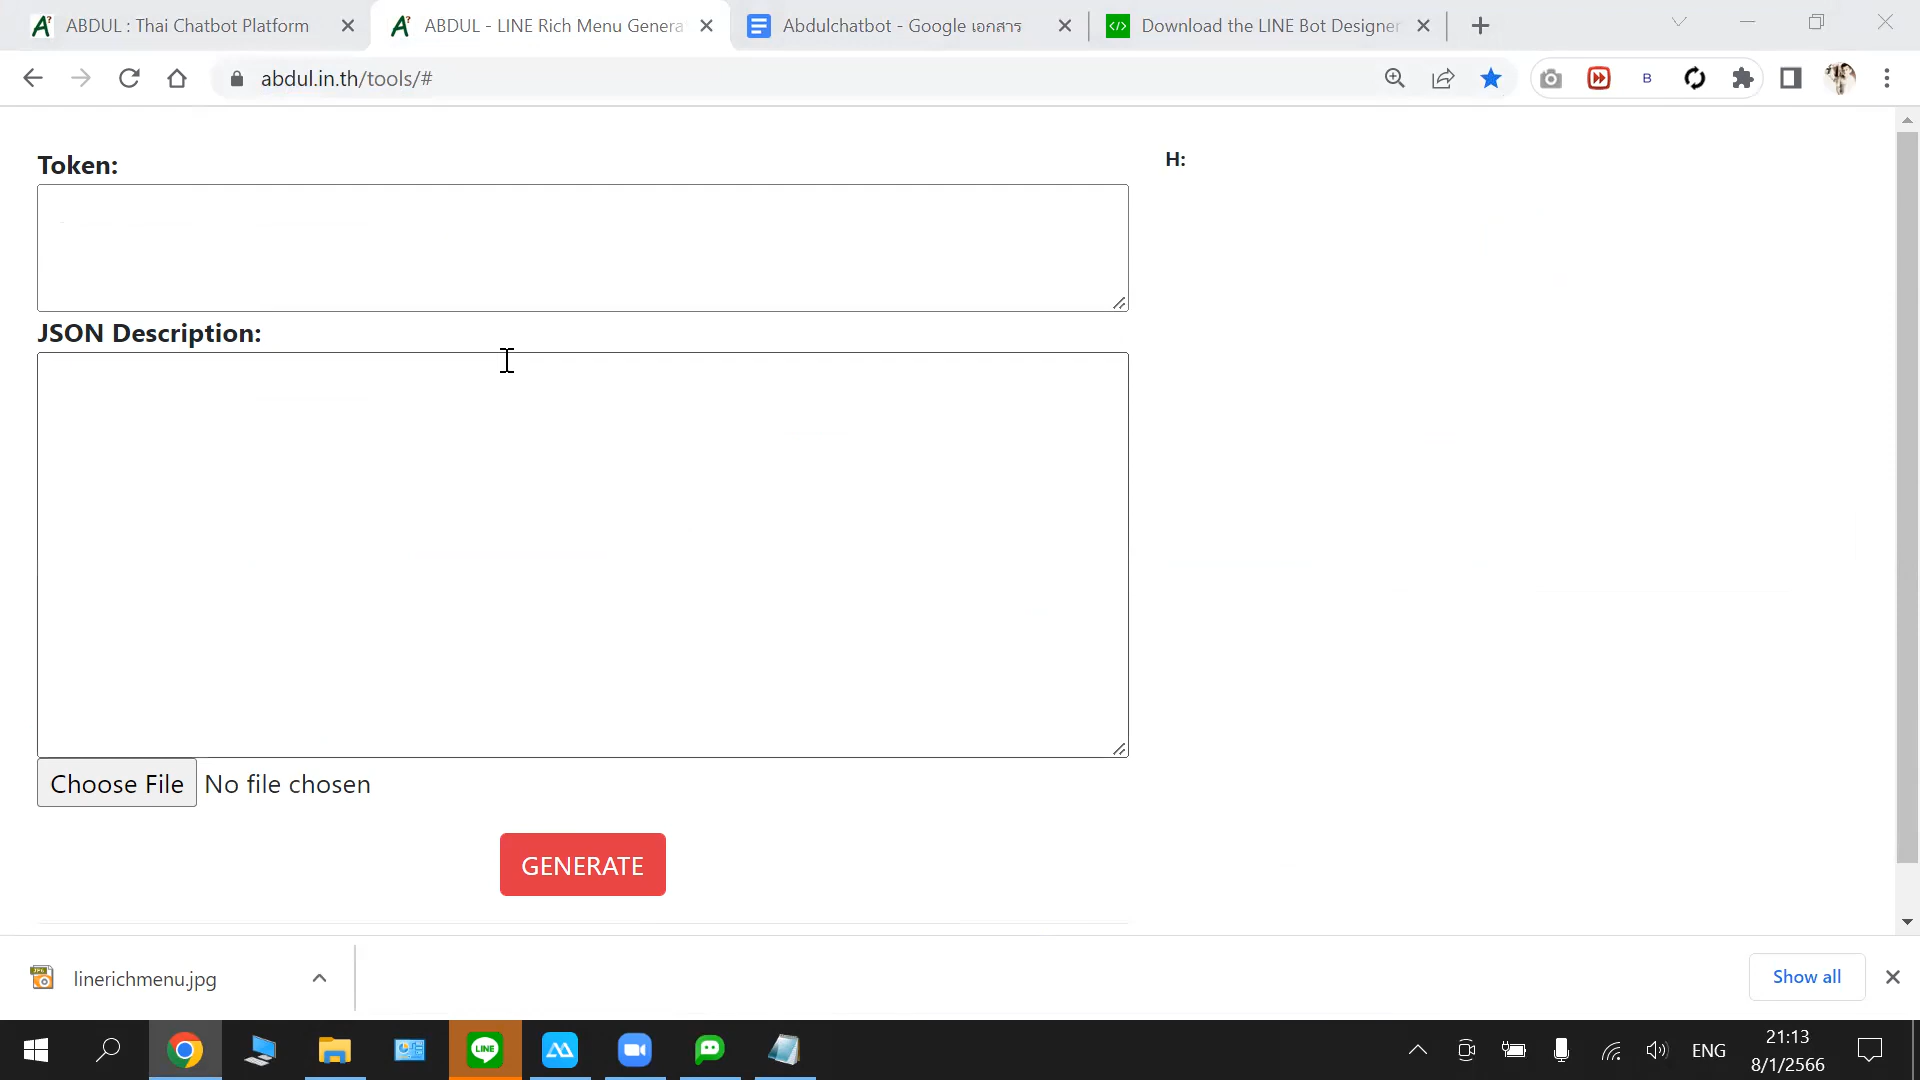 ABDUL : Thai Chatbot Platform
ABDUL - LINE Rich Menu Genera
Abdulchatbot - Google เอกสาร
Download the LINE Bot Designer
abdul.in.th/tools/#
Token:
H:
JSON Description:
Choose File No file chosen
GENERATE
linerichmenu.jpg
Show all
LINE
ENG
21:13
8/1/2566